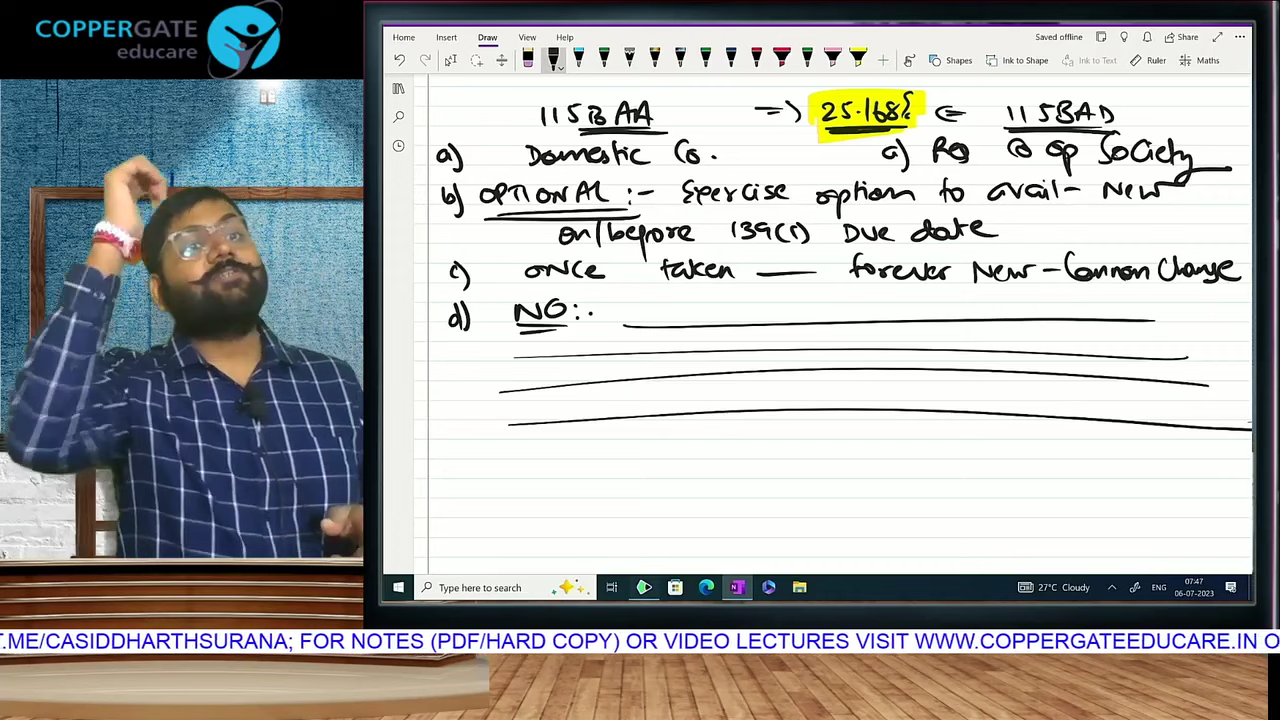 COPPERGATE
educare
Home Insert Draw View Help
Saved offline
Share
Shapes Ink to Shape Ink to Text Ruler Maths
115BAA => 25.168% <= 115BAD
a) Domestic Co. a) RS Co op Society
b) OPTIONAL :- Exercise option to avail - New
on/before 139(1) Due date
c) once taken — forever New - Cannot Change
d) NO:.
Type here to search
27°C Cloudy
ENG
07:47
06-07-2023
T.ME/CASIDDHARTHSURANA; FOR NOTES (PDF/HARD COPY) OR VIDEO LECTURES VISIT WWW.COPPERGATEEDUCARE.IN O